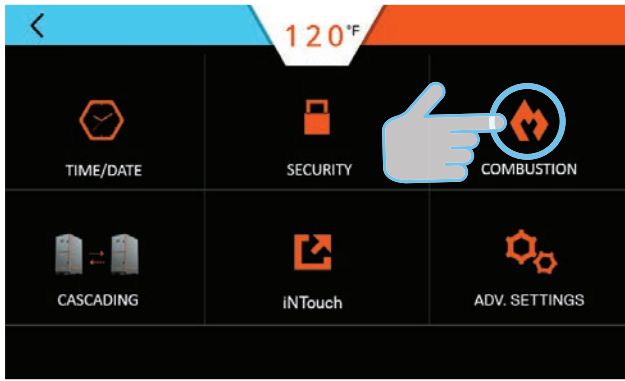 120°F
TIME/DATE
SECURITY
COMBUSTION
CASCADING
iNTouch
ADV. SETTINGS